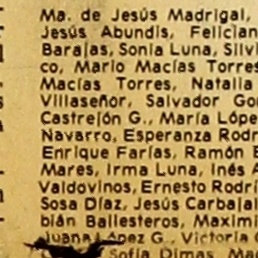 Ma. de Jesús Madrigal,
Jesús Abundis, Felician
Barajas, Sonia Luna, Silvi
co, Mario Macías Torres
Macías Torres, Natalia
Villaseñor, Salvador Go
Castrejón G., María Lópe
Navarro, Esperanza Rodr
Enrique Farías, Ramón
Mares, Irma Luna, Inés
Valdovinos, Ernesto Rodrí
Sosa Díaz, Jesús Carbajal
bián Ballesteros, Maximi
Juana López G., Victoria
Sofía Dimas, Mac